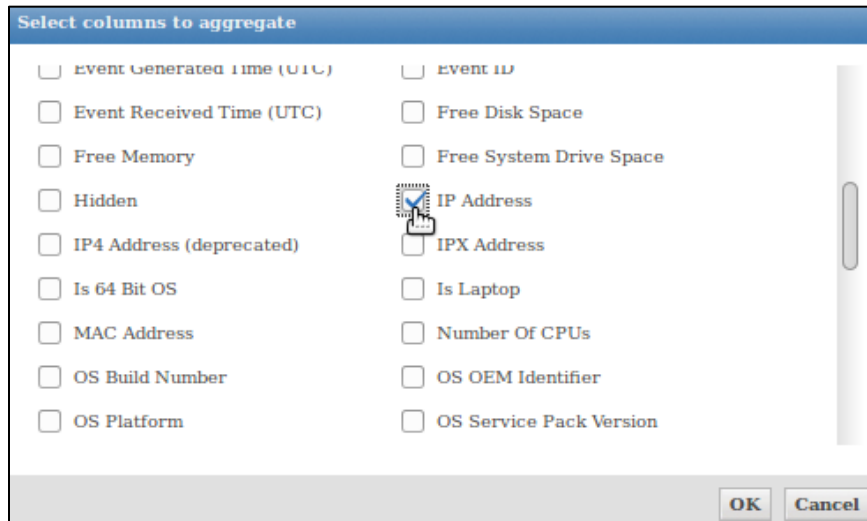 Select columns to aggregate
Event Generated Time (UTC) Event ID
Event Received Time (UTC) Free Disk Space
Free Memory Free System Drive Space
Hidden IP Address
IP4 Address (deprecated) IPX Address
Is 64 Bit OS Is Laptop
MAC Address Number Of CPUs
OS Build Number OS OEM Identifier
OS Platform OS Service Pack Version
OK Cancel